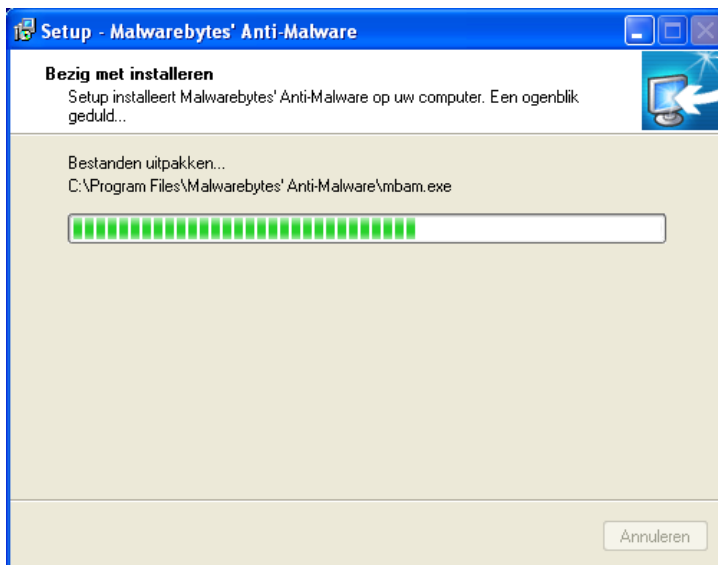 Setup - Malwarebytes' Anti-Malware
Bezig met installeren
Setup installeert Malwarebytes' Anti-Malware op uw computer. Een ogenblik
geduld...
Bestanden uitpakken...
C:\Program Files\Malwarebytes' Anti-Malware\mbam.exe
Annuleren